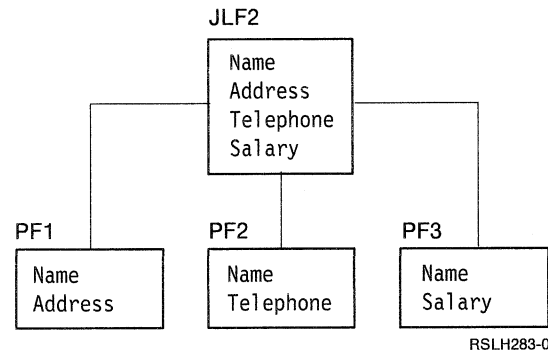 JLF2
Name
Address
Telephone
Salary
PF1
PF2
PF3
Name
Address
Name
Telephone
Name
Salary
RSLH283-0